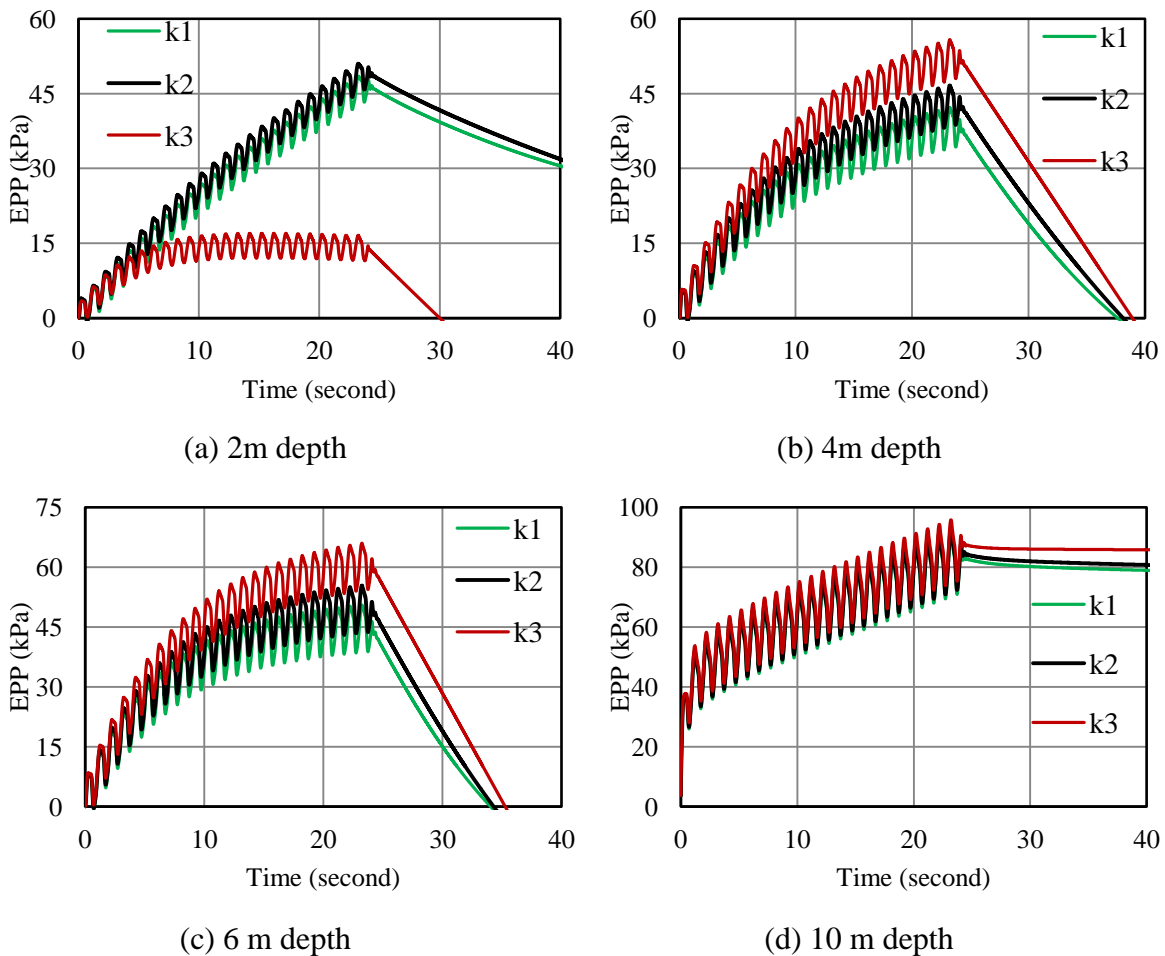 60
45
30
15
0
EPP (kPa)
k1
k2
k3
0 10 20 30 40
Time (second)
(a) 2m depth
60
45
30
15
0
EPP (kPa)
k1
k2
k3
0 10 20 30 40
Time (second)
(b) 4m depth
75
60
45
30
15
0
EPP (kPa)
k1
k2
k3
0 10 20 30 40
Time (second)
(c) 6 m depth
100
80
60
40
20
0
EPP (kPa)
k1
k2
k3
0 10 20 30 40
Time (second)
(d) 10 m depth